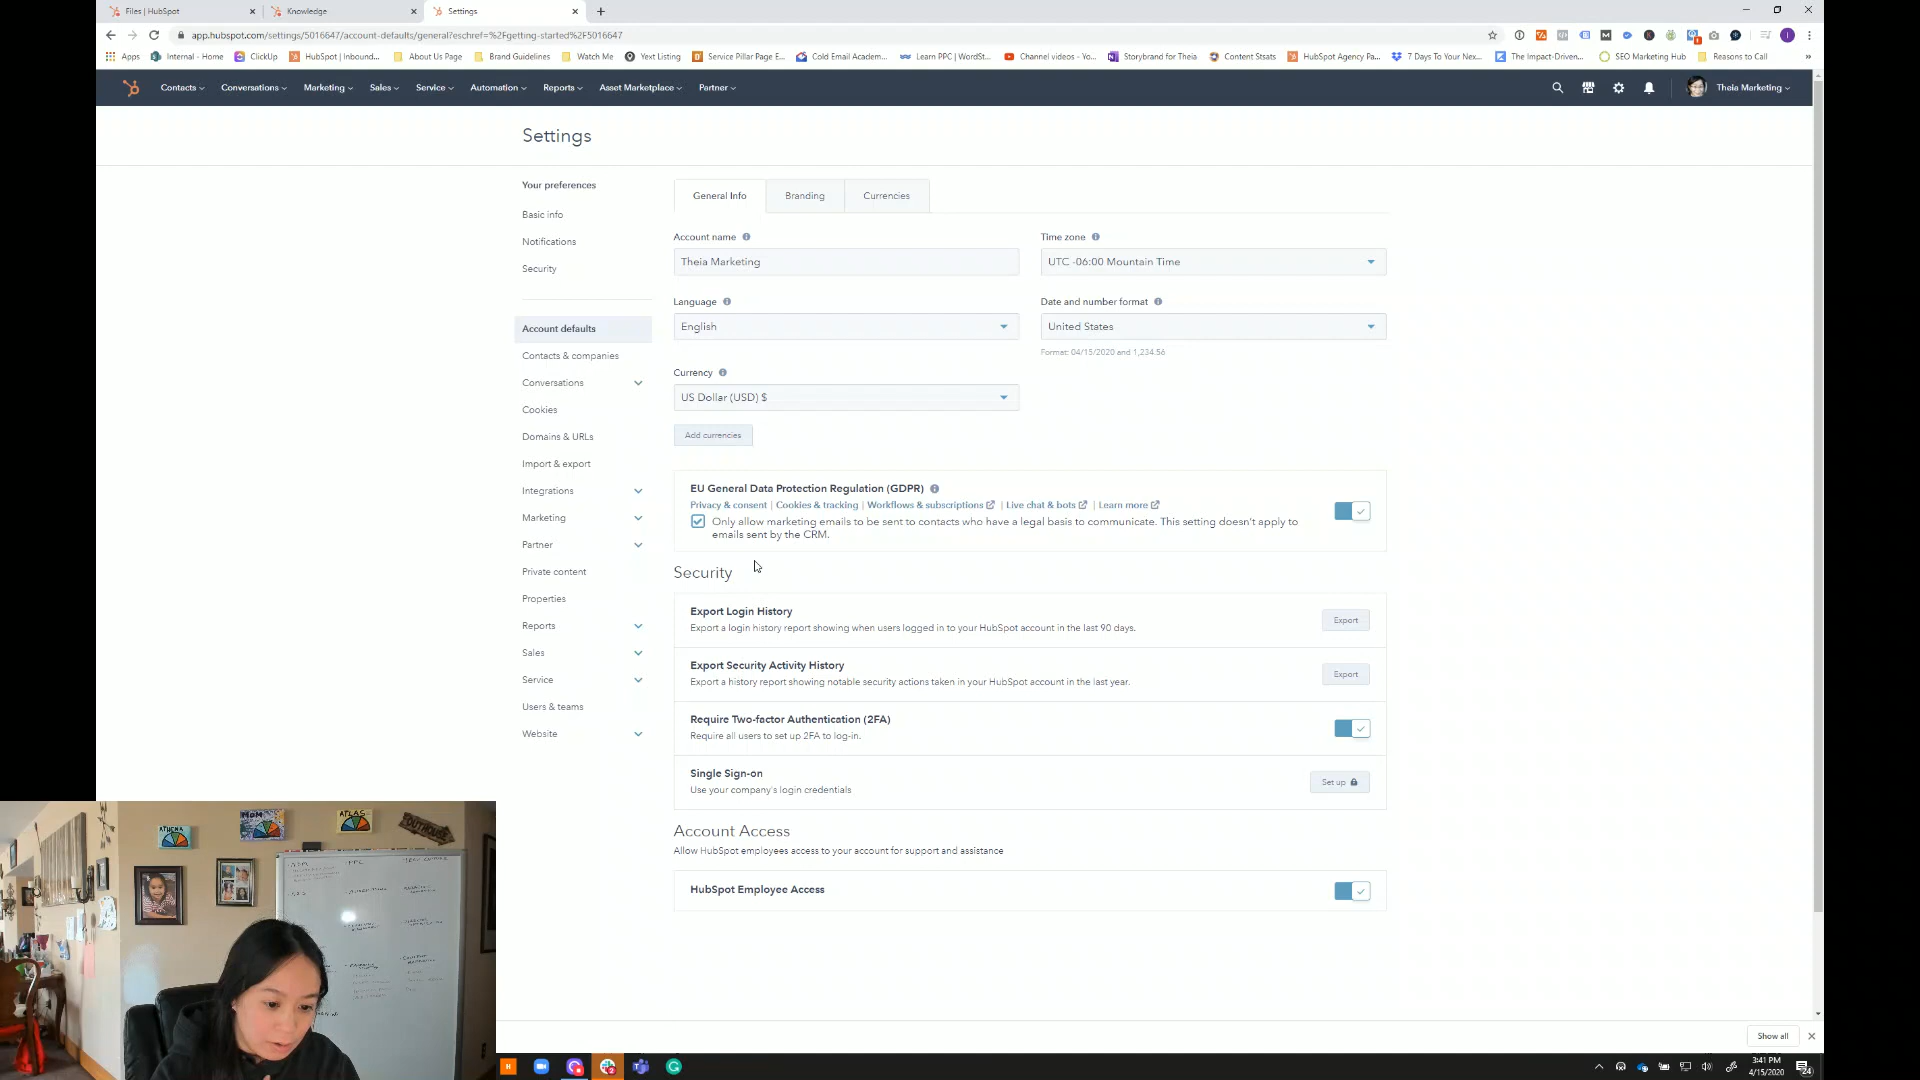 Files | HubSpot
Knowledge
Settings
app.hubspot.com/settings/5016647/account-defaults/general?eschref=%2Fgetting-started%2F5016647
Apps
Internal - Home
ClickUp
HubSpot | Inbound...
About Us Page
Brand Guidelines
Watch Me
Yext Listing
Service Pillar Page E...
Cold Email Academ...
Learn PPC | WordSt...
Channel videos - Yo...
Storybrand for Theia
Content Stats
HubSpot Agency Pa...
7 Days To Your New...
The Impact-Driven...
SEO Marketing Hub
Reasons to Call
Contacts
Conversations
Marketing
Sales
Service
Automation
Reports
Asset Marketplace
Partner
Theia Marketing
Settings
Your preferences
Basic info
Notifications
Security
Account defaults
Contacts & companies
Conversations
Cookies
Domains & URLs
Import & export
Integrations
Marketing
Partner
Private content
Properties
Reports
Sales
Service
Users & teams
Website
General Info
Branding
Currencies
Account name
Theia Marketing
Time zone
UTC -06:00 Mountain Time
Language
English
Date and number format
United States
Format: 04/15/2020 and 1,234.56
Currency
US Dollar (USD) $
Add currencies
EU General Data Protection Regulation (GDPR)
Privacy & consent | Cookies & tracking | Workflows & subscriptions | Live chat & bots | Learn more
Only allow marketing emails to be sent to contacts who have a legal basis to communicate. This setting doesn't apply to
emails sent by the CRM.
Security
Export Login History
Export a login history report showing when users logged in to your HubSpot account in the last 90 days.
Export
Export Security Activity History
Export a history report showing notable security actions taken in your HubSpot account in the last year.
Export
Require Two-factor Authentication (2FA)
Require all users to set up 2FA to log-in.
Single Sign-on
Use your company's login credentials
Set up
Account Access
Allow HubSpot employees access to your account for support and assistance
HubSpot Employee Access
ATHENA
MOM
ATLAS
OUTHOUSE
Show all
3:41 PM
4/15/2020
24